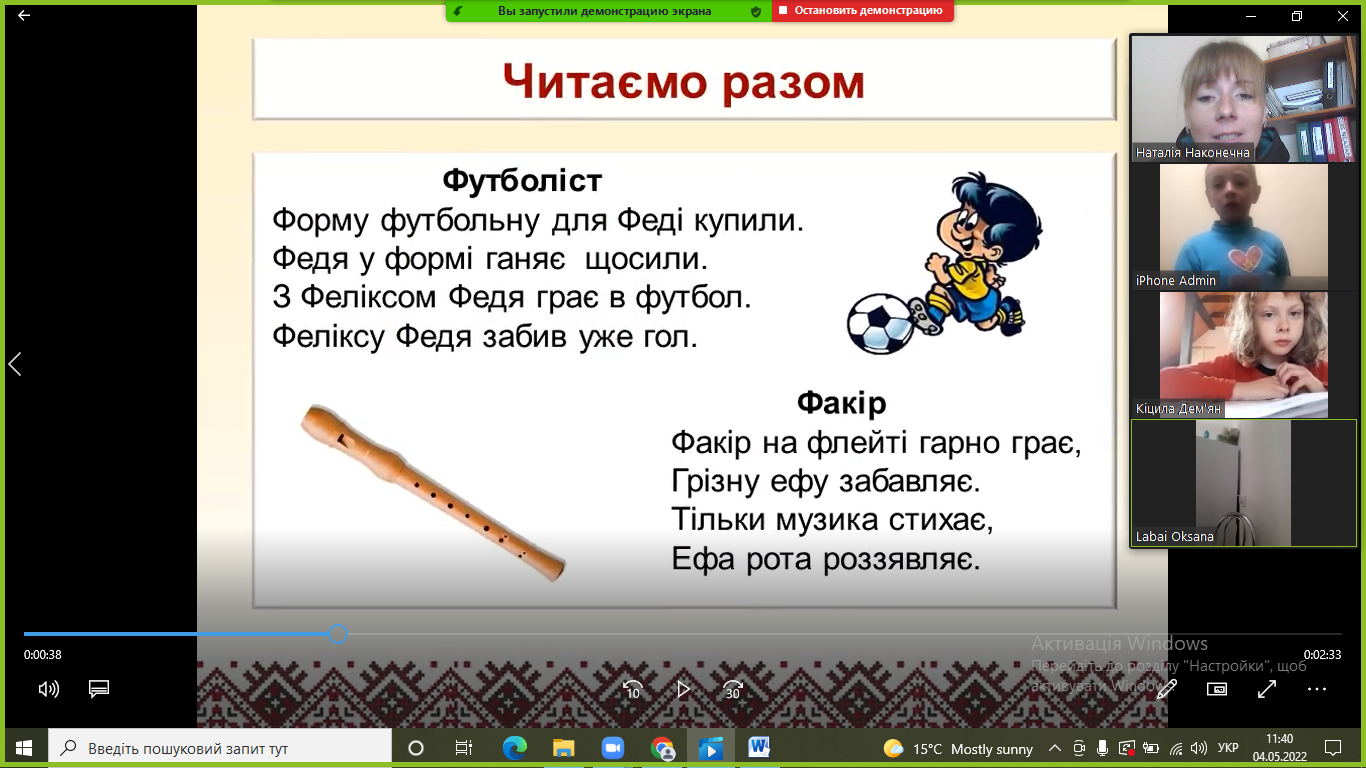 Вы запустили демонстрацию экрана
Остановить демонстрацию
Читаємо разом
Футболіст
Форму футбольну для Феді купили.
Федя у формі ганяє щосили.
З Феліксом Федя грає в футбол.
Феліксу Федя забив уже гол.
Факір
Факір на флейті гарно грає,
Грізну ефу забавляє.
Тільки музика стихає,
Ефа рота роззявляє.
Наталія Наконечна
iPhone Admin
Кіцила Дем'ян
Labai Oksana
0:00:38
0:02:33
Активація Windows
Перейдіть до розділу "Настройки", щоб
активувати Windows
10
30
Введіть пошуковий запит тут
15°C Mostly sunny
УКР
11:40
04.05.2022